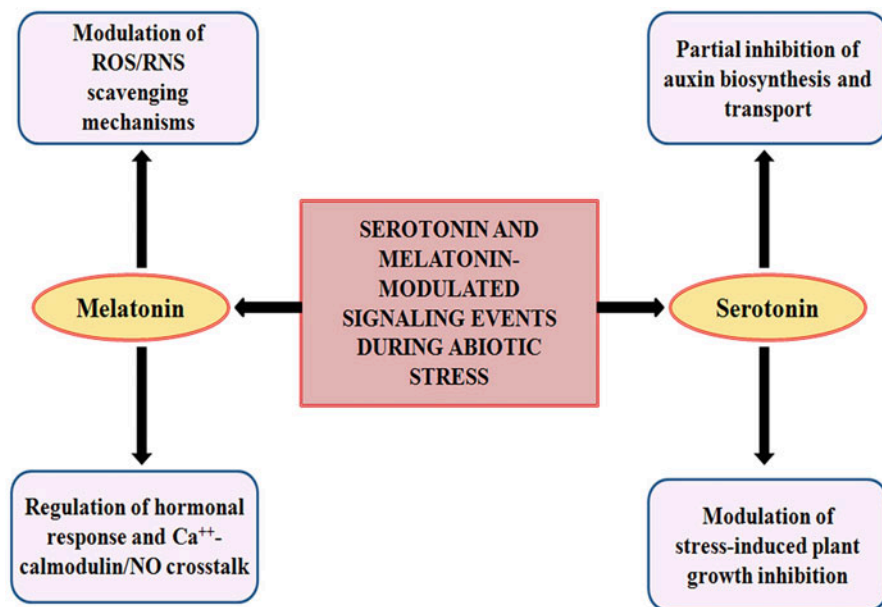 Modulation of
ROS/RNS
scavenging
mechanisms
Partial inhibition of
auxin biosynthesis and
transport
SEROTONIN AND
MELATONIN-
MODULATED
SIGNALING EVENTS
DURING ABIOTIC
STRESS
Melatonin
Serotonin
Regulation of hormonal
response and Ca⁺⁺-
calmodulin/NO crosstalk
Modulation of
stress-induced plant
growth inhibition